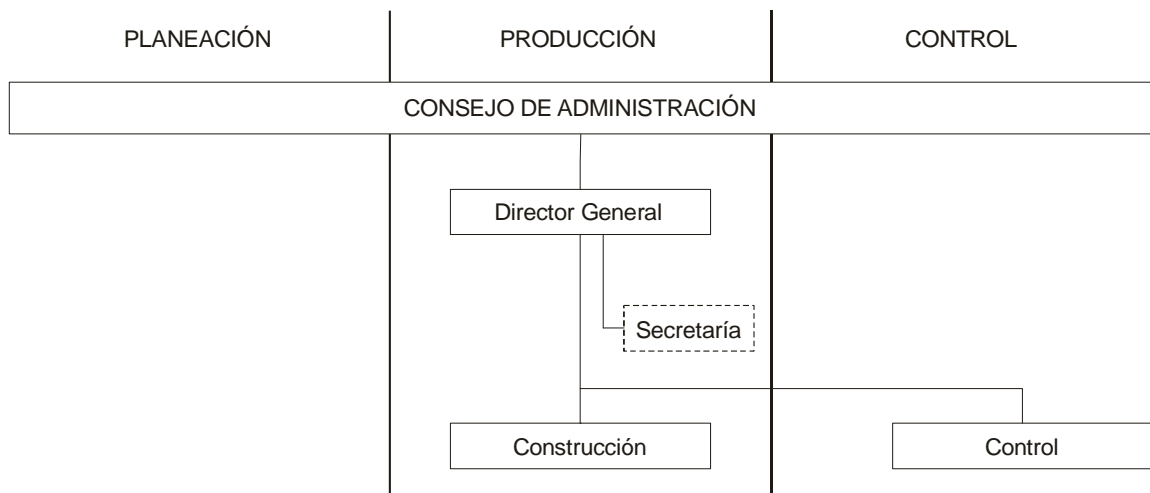 PLANEACIÓN
PRODUCCIÓN
CONTROL
CONSEJO DE ADMINISTRACIÓN
Director General
Secretaría
Construcción
Control